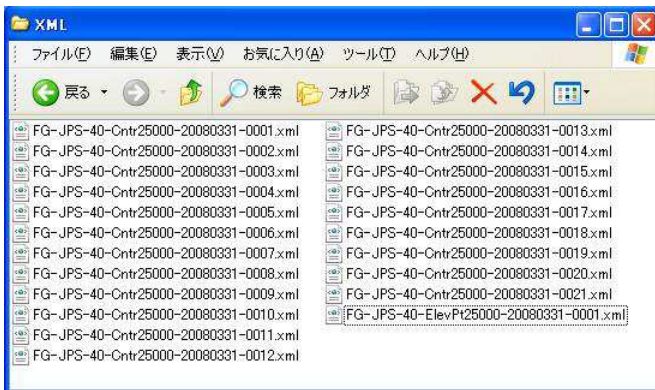 XML
ファイル(F) 編集(E) 表示(V) お気に入り(A) ツール(T) ヘルプ(H)
戻る 検索 フォルダ
FG-JPS-40-Cntr25000-20080331-0001.xml
FG-JPS-40-Cntr25000-20080331-0002.xml
FG-JPS-40-Cntr25000-20080331-0003.xml
FG-JPS-40-Cntr25000-20080331-0004.xml
FG-JPS-40-Cntr25000-20080331-0005.xml
FG-JPS-40-Cntr25000-20080331-0006.xml
FG-JPS-40-Cntr25000-20080331-0007.xml
FG-JPS-40-Cntr25000-20080331-0008.xml
FG-JPS-40-Cntr25000-20080331-0009.xml
FG-JPS-40-Cntr25000-20080331-0010.xml
FG-JPS-40-Cntr25000-20080331-0011.xml
FG-JPS-40-Cntr25000-20080331-0012.xml
FG-JPS-40-Cntr25000-20080331-0013.xml
FG-JPS-40-Cntr25000-20080331-0014.xml
FG-JPS-40-Cntr25000-20080331-0015.xml
FG-JPS-40-Cntr25000-20080331-0016.xml
FG-JPS-40-Cntr25000-20080331-0017.xml
FG-JPS-40-Cntr25000-20080331-0018.xml
FG-JPS-40-Cntr25000-20080331-0019.xml
FG-JPS-40-Cntr25000-20080331-0020.xml
FG-JPS-40-Cntr25000-20080331-0021.xml
FG-JPS-40-ElevPt25000-20080331-0001.xml